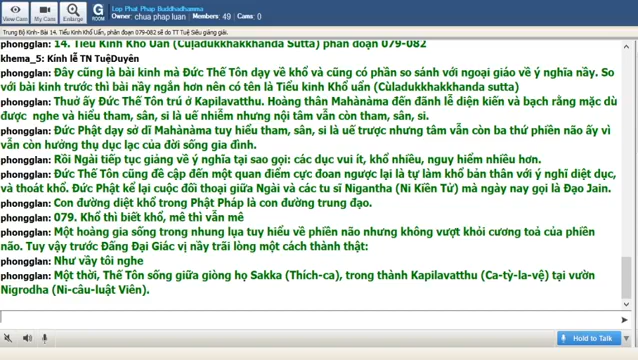 Lep Phat Phap Buddhadhamma
Owner: chua phap luan | Members: 49 | Cams: 0
View Cam
My Cam
Enlarge
G
ROOM
Trung Bộ Kinh- Bài 14. Tiểu Kinh Khổ Uẩn, phân đoạn 079-082 sẽ do TT Tuệ Siêu giảng giải.
phongglan: 14. Tiểu Kinh Khổ Uẩn (Cùladukkhakkhanda Sutta) phân đoạn 079-082
khema_5: Kính lễ TN TuệDuyên
phongglan: Đây cũng là bài kinh mà Đức Thế Tôn dạy về khổ và cũng có phần so sánh với ngoại giáo về ý nghĩa nầy. So
với bài kinh trước thì bài nầy ngắn hơn nên có tên là Tiểu kinh Khổ uẩn (Cùladukkhakkhanda sutta)
phongglan: Thuở ấy Đức Thế Tôn trú ở Kapilavatthu. Hoàng thân Mahànàma đến đãnh lễ diện kiến và bạch rằng mặc dù
được  nghe và hiểu tham, sân, si là uế nhiễm nhưng nội tâm vẫn còn tham, sân, si.
phongglan: Đức Phật dạy sở dĩ Mahànàma tuy hiểu tham, sân, si là uế trược nhưng tâm vẫn còn ba thứ phiền não ấy vì
vẫn còn hưởng thụ dục lạc của đời sống gia đình.
phongglan: Rồi Ngài tiếp tục giảng về ý nghĩa tại sao gọi: các dục vui ít, khổ nhiều, nguy hiểm nhiều hơn.
phongglan: Đức Thế Tôn cũng đề cập đến một quan điểm cực đoan ngược lại là tự làm khổ bản thân với ý nghĩ diệt dục,
và thoát khổ. Đức Phật kể lại cuộc đối thoại giữa Ngài và các tu sĩ Nigantha (Ni Kiền Tử) mà ngày nay gọi là Đạo Jain.
phongglan: Con đường diệt khổ trong Phật Pháp là con đường trung đạo.
phongglan: 079. Khổ thì biết khổ, mê thì vẫn mê
phongglan: Một hoàng gia sống trong nhung lụa tuy hiểu về phiền não nhưng không vượt khỏi cương toả của phiền
não. Tuy vậy trước Đấng Đại Giác vị nầy trãi lòng một cách thành thật:
phongglan: Như vầy tôi nghe
phongglan: Một thời, Thế Tôn sống giữa giòng họ Sakka (Thích-ca), trong thành Kapilavatthu (Ca-tỳ-la-vệ) tại vườn
Nigrodha (Ni-câu-luật Viên).
Hold to Talk